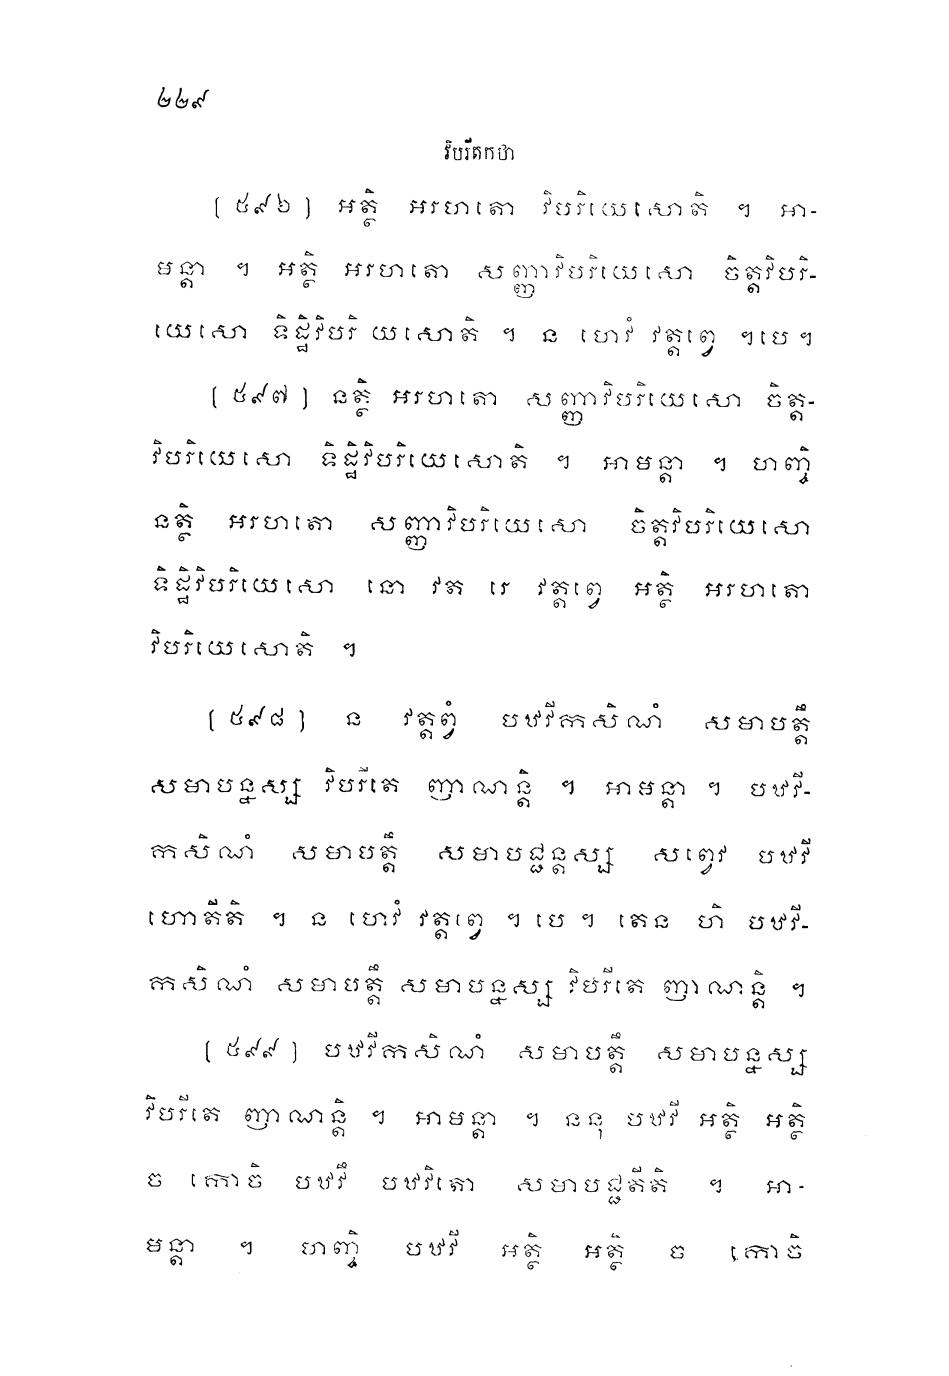 ២២៩
វិបរីតកថា
[ ៥៩៦ ] អត្ថិ អរហតោ វិបរិយេសោតិ ។ អា-
មន្តា ។ អត្ថិ អរហតោ សញ្ញាវិបរិយេសោ ចិត្តវិបរិ-
យេសោ ទិដ្ឋិវិបរិយសោតិ ។ ន ហេវំ វត្តព្វេ ។បេ។
[ ៥៩៧ ] នត្ថិ អរហតោ សញ្ញាវិបរិយេសោ ចិត្ត-
វិបរិយេសោ ទិដ្ឋិវិបរិយេសោតិ ។ អាមន្តា ។ ហញ្ចិ
នត្ថិ អរហតោ សញ្ញាវិបរិយេសោ ចិត្តវិបរិយេសោ
ទិដ្ឋិវិបរិយេសោ នោ វត រេ វត្តព្វេ អត្ថិ អរហតោ
វិបរិយេសោតិ ។
[ ៥៩៨ ] ន វត្តព្វំ បឋវីកសិណំ សមាបត្តឹ
សមាបន្នស្ស វិបរីតេ ញាណន្តិ ។ អាមន្តា ។ បឋវី-
កសិណំ សមាបត្តឹ សមាបជ្ជន្តស្ស សព្វេវ បឋវី
ហោតីតិ ។ ន ហេវំ វត្តព្វេ ។ បេ ។ តេន ហិ បឋវី-
កសិណំ សមាបត្តឹ សមាបន្នស្ស វិបរីតេ ញាណន្តិ ។
[ ៥៩៩ ] បឋវីកសិណំ សមាបត្តឹ សមាបន្នស្ស
វិបរីតេ ញាណន្តិ ។ អាមន្តា ។ ននុ បឋវី អត្ថិ អត្ថិ
ច កោចិ បឋវឹ បឋវិតោ សមាបជ្ជតីតិ ។ អា-
មន្តា ។ ហញ្ចិ បឋវី អត្ថិ អត្ថិ ច កោចិ